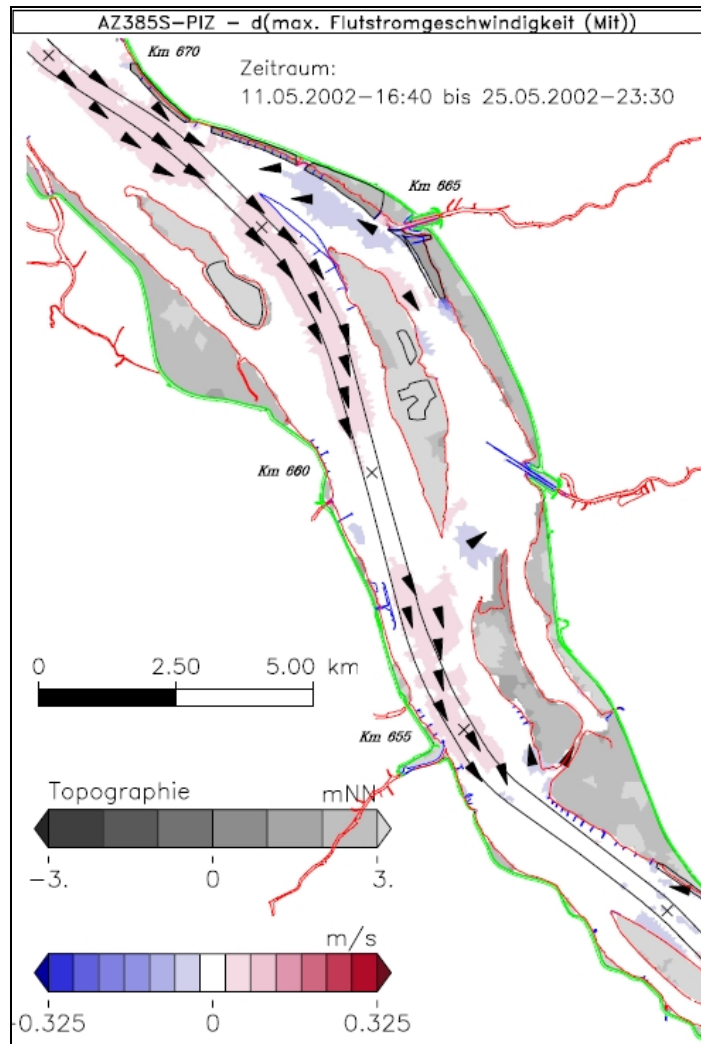 AZ385S-PIZ - d(max. Flutstromgeschwindigkeit (Mit))
Km 670
Zeitraum:
11.05.2002-16:40 bis 25.05.2002-23:30
Km 665
Km 660
0 2.50 5.00 km
Km 655
Topographie mNN
-3. 0 3.
m/s
-0.325 0 0.325